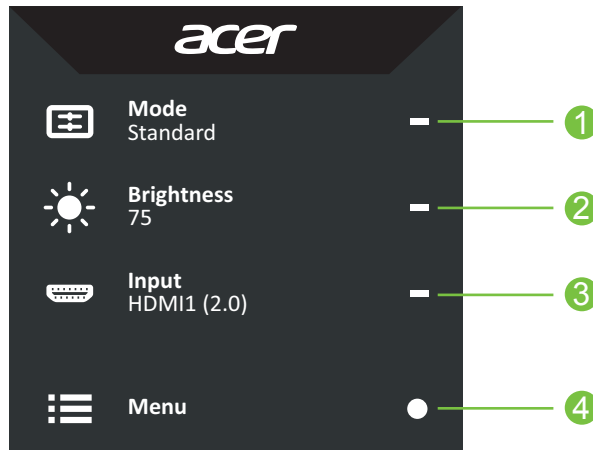 acer
Mode
Standard
1
Brightness
75
2
Input
HDMI1 (2.0)
3
Menu
4